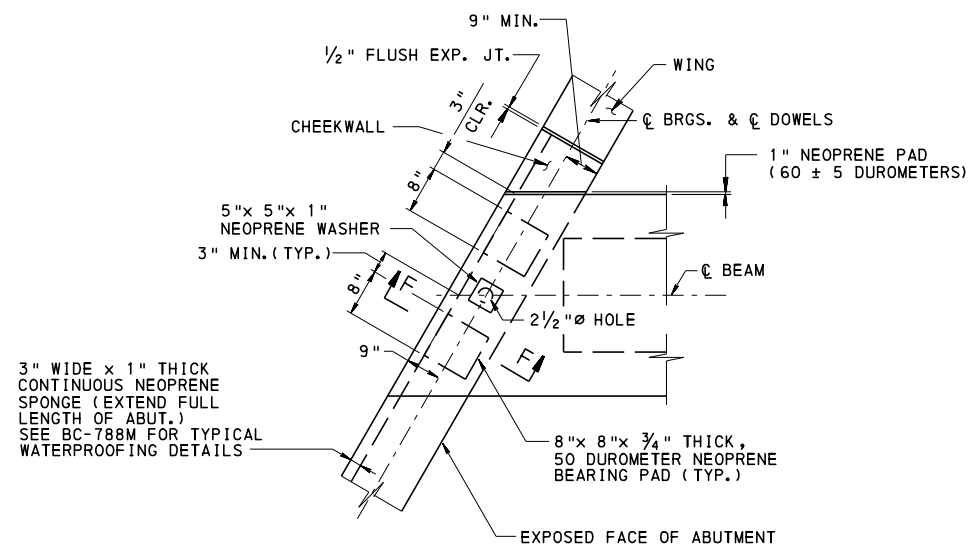 9" MIN.
½" FLUSH EXP. JT.
WING
3"
CLR.
CHEEKWALL
℄ BRGS. & ℄ DOWELS
1" NEOPRENE PAD
(60 ± 5 DUROMETERS)
8"
5"x 5"x 1"
NEOPRENE WASHER
3" MIN.(TYP.)
F
℄ BEAM
8"
2½"Ø HOLE
F
9"
3" WIDE x 1" THICK
CONTINUOUS NEOPRENE
SPONGE (EXTEND FULL
LENGTH OF ABUT.)
SEE BC-788M FOR TYPICAL
WATERPROOFING DETAILS
8"x 8"x ¾" THICK,
50 DUROMETER NEOPRENE
BEARING PAD (TYP.)
EXPOSED FACE OF ABUTMENT